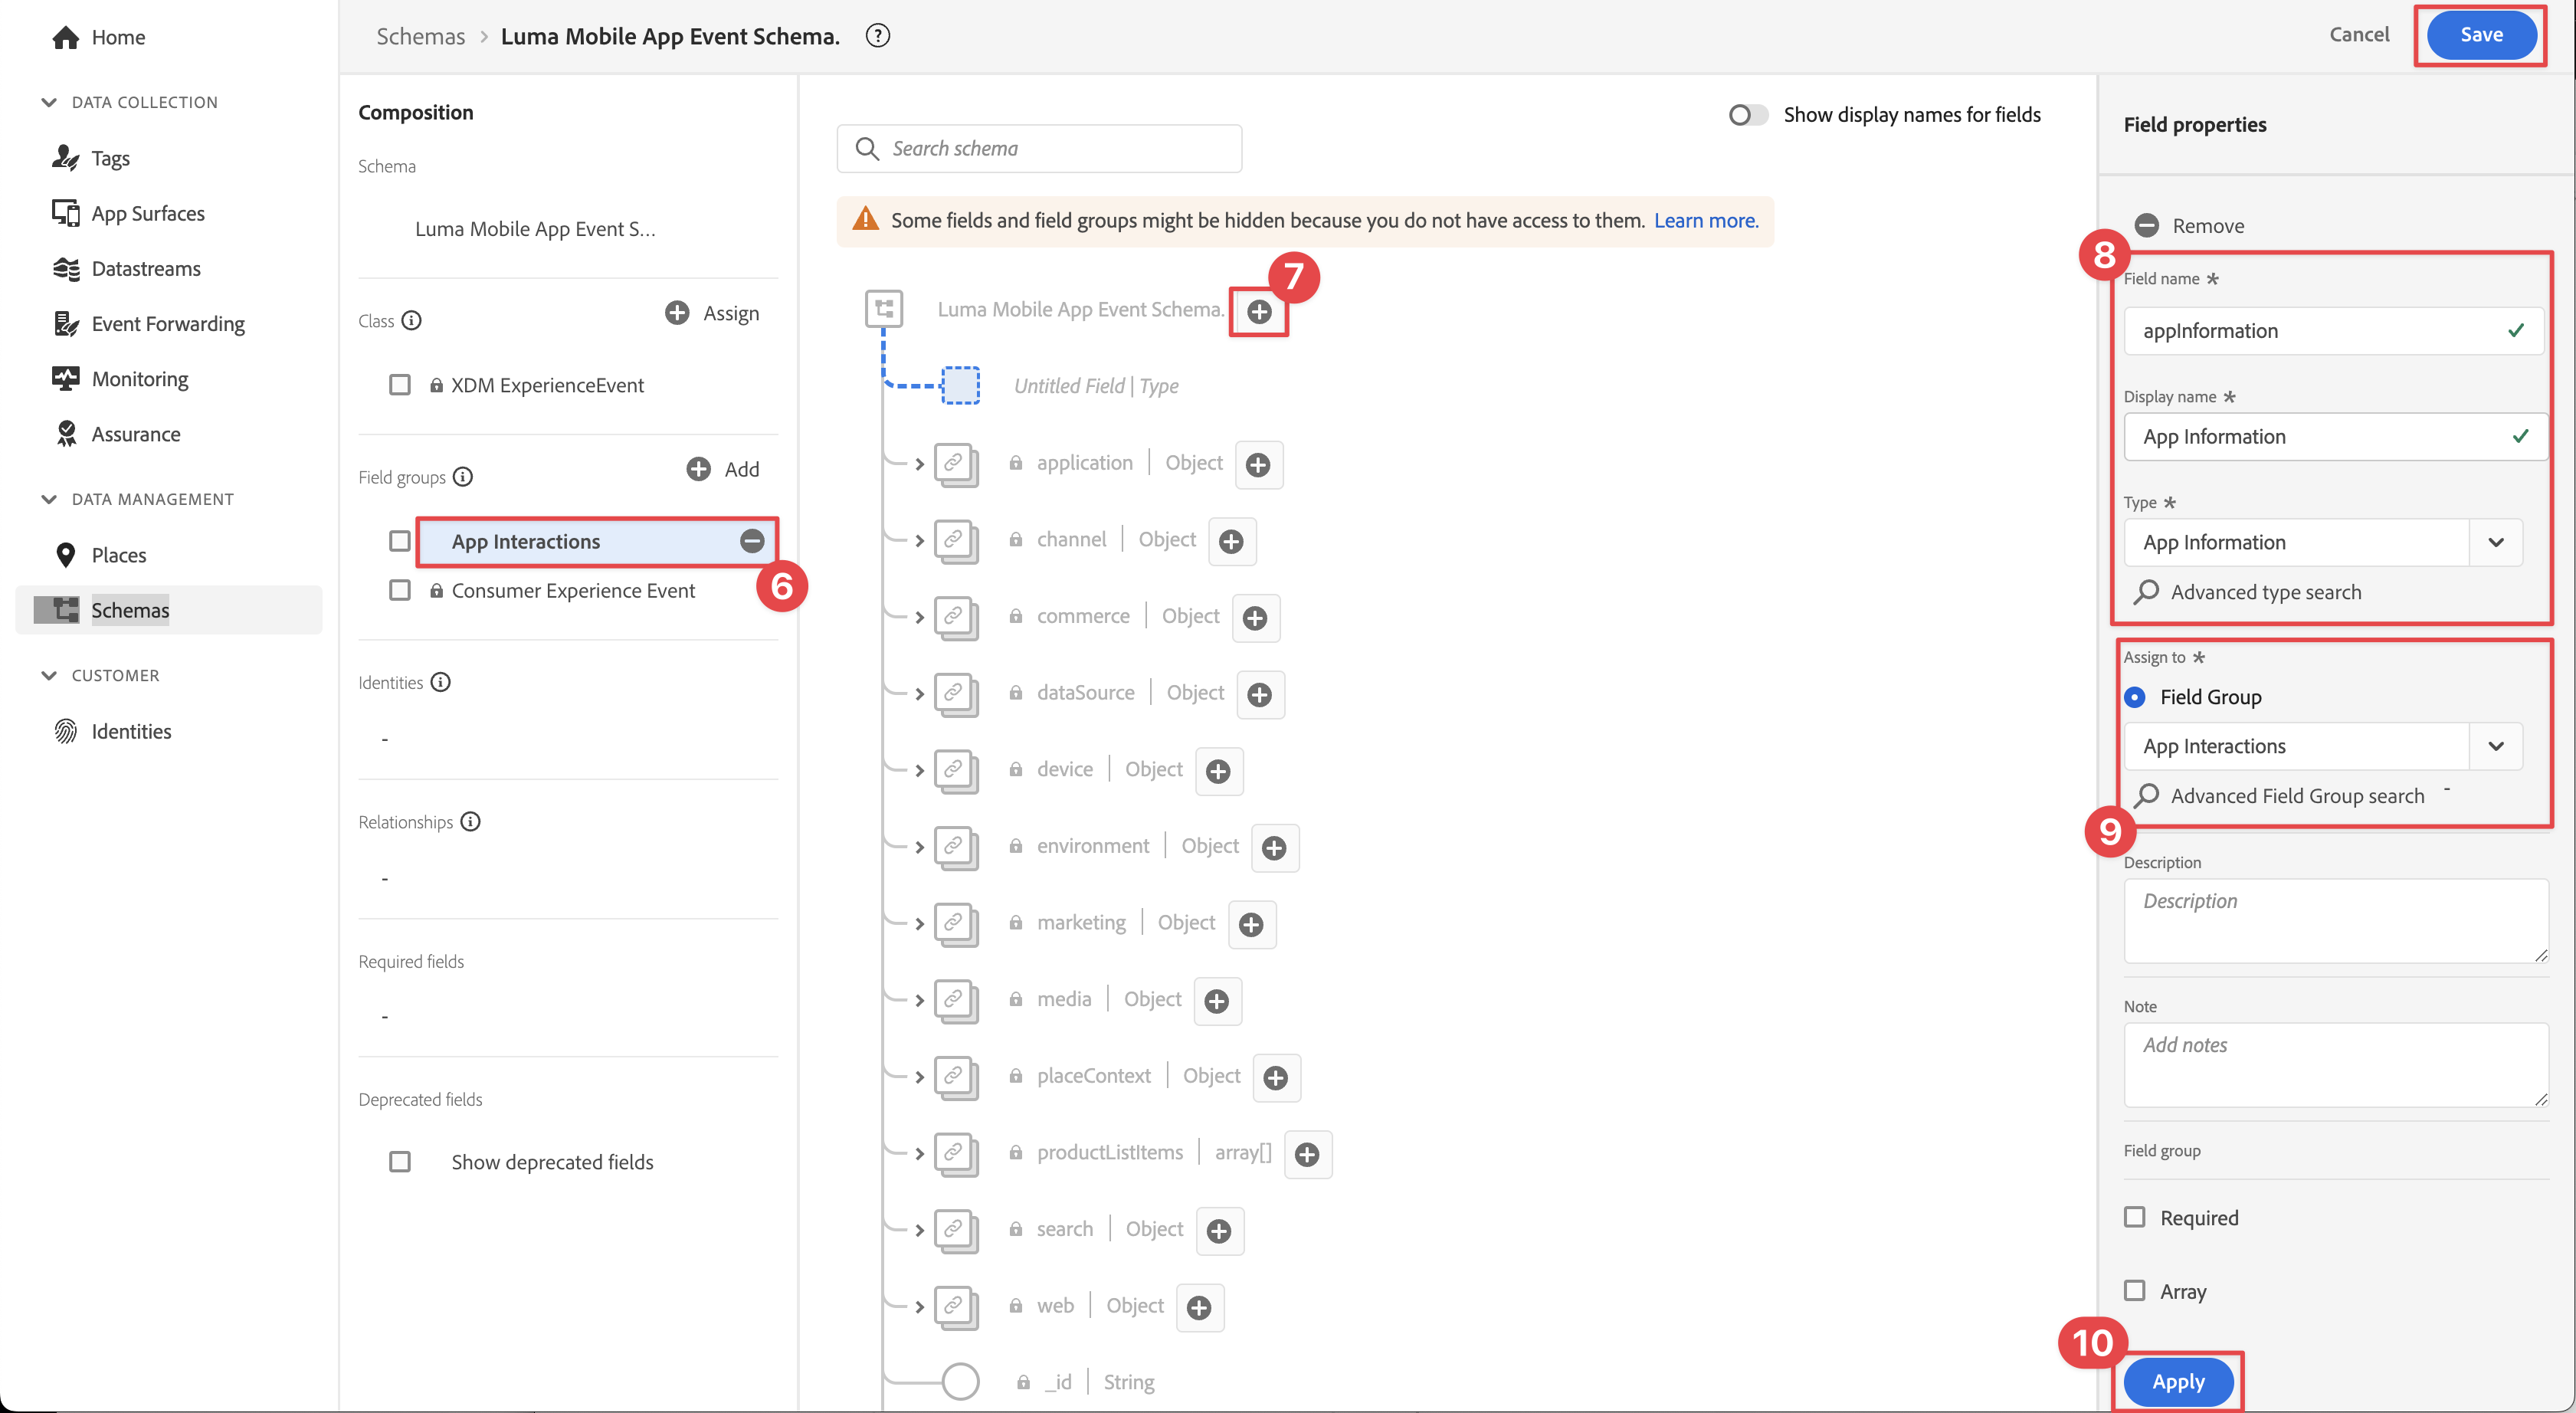 Home
DATA COLLECTION
Tags
App Surfaces
Datastreams
Event Forwarding
Monitoring
Assurance
DATA MANAGEMENT
Places
Schemas
CUSTOMER
Identities
Schemas > Luma Mobile App Event Schema. ?
Cancel
Save
Composition
Schema
Luma Mobile App Event S...
Class
Assign
XDM ExperienceEvent
Field groups
Add
App Interactions
6
Consumer Experience Event
Identities
-
Relationships
-
Required fields
-
Deprecated fields
Show deprecated fields
Show display names for fields
Search schema
Some fields and field groups might be hidden because you do not have access to them. Learn more.
7
Luma Mobile App Event Schema.
Untitled Field | Type
application | Object
channel | Object
commerce | Object
dataSource | Object
device | Object
environment | Object
marketing | Object
media | Object
placeContext | Object
productListItems | array[]
search | Object
web | Object
_id | String
Field properties
Remove
8
Field name *
appInformation
Display name *
App Information
Type *
App Information
Advanced type search
Assign to *
Field Group
App Interactions
Advanced Field Group search -
9
Description
Description
Note
Add notes
Field group
Required
Array
10
Apply